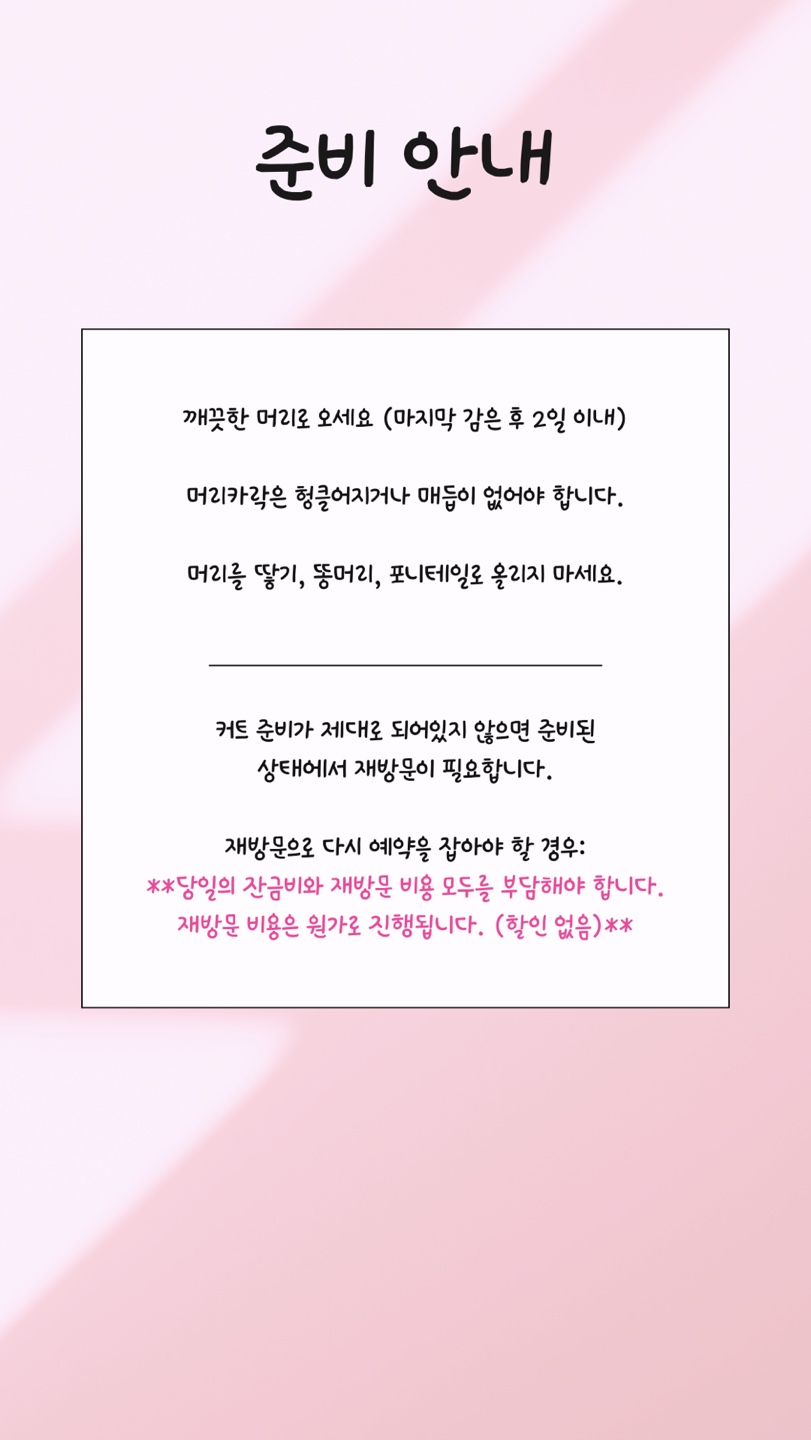 준비 안내
깨끗한 머리로 오세요 (마지막 감은 후 2일 이내)
머리카락은 헝클어지거나 매듭이 없어야 합니다.
머리를 땋기, 똥머리, 포니테일로 올리지 마세요.
커트 준비가 제대로 되어있지 않으면 준비된
상태에서 재방문이 필요합니다.
재방문으로 다시 예약을 잡아야 할 경우:
**당일의 잔금비와 재방문 비용 모두를 부담해야 합니다.
재방문 비용은 원가로 진행됩니다. (할인 없음)**